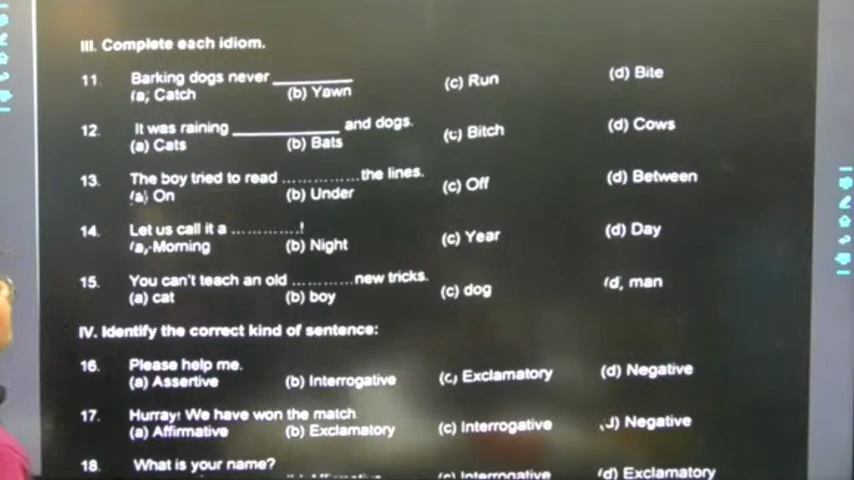 III. Complete each idiom.
11. Barking dogs never __________
(a) Catch (b) Yawn (c) Run (d) Bite
12. It was raining _____________ and dogs.
(a) Cats (b) Bats (c) Bitch (d) Cows
13. The boy tried to read ............... the lines.
(a) On (b) Under (c) Off (d) Between
14. Let us call it a ..............!
(a) Morning (b) Night (c) Year (d) Day
15. You can't teach an old ............ new tricks.
(a) cat (b) boy (c) dog (d) man
IV. Identify the correct kind of sentence:
16. Please help me.
(a) Assertive (b) Interrogative (c) Exclamatory (d) Negative
17. Hurray! We have won the match
(a) Affirmative (b) Exclamatory (c) Interrogative (d) Negative
18. What is your name?
(c) Interrogative (d) Exclamatory